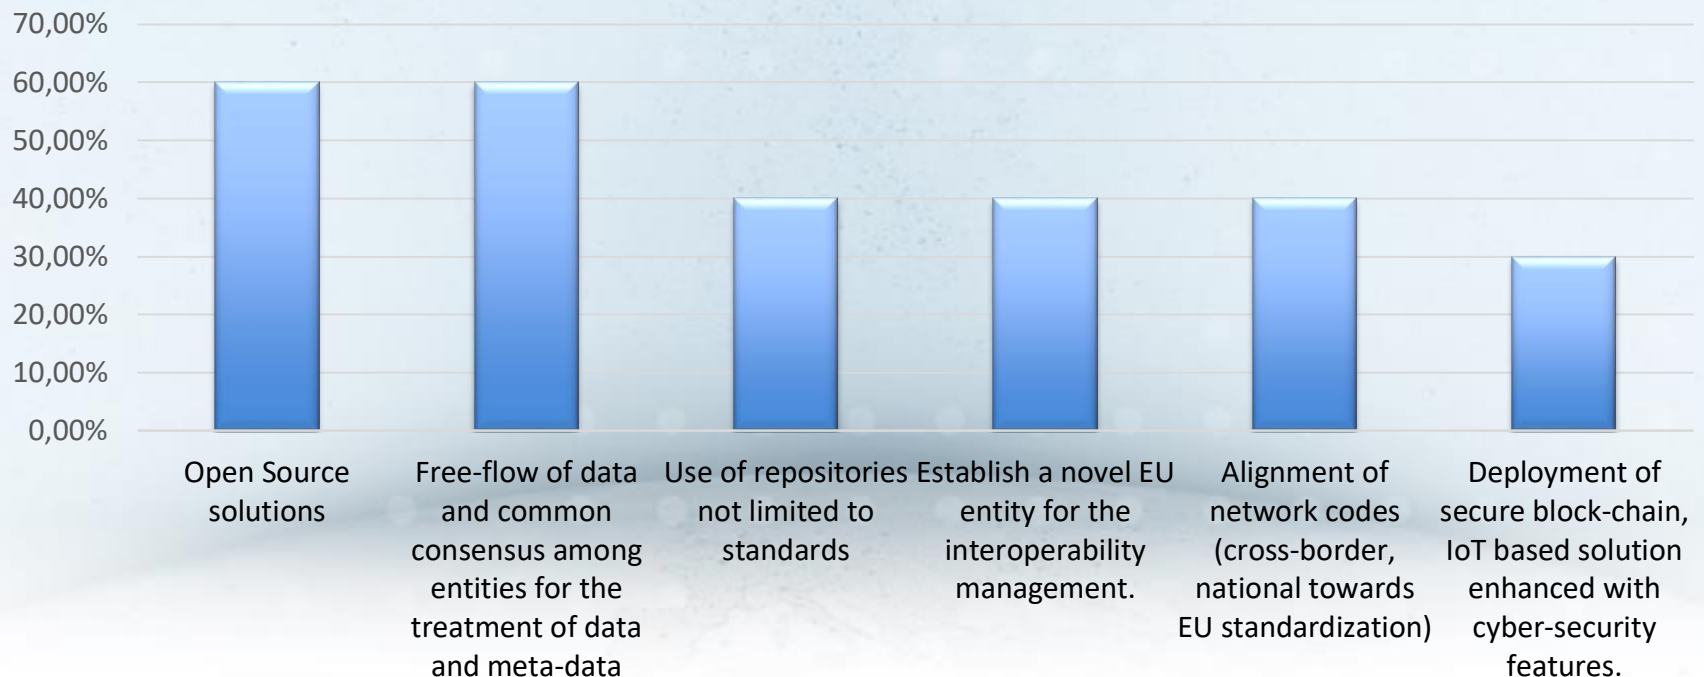 70,00%
60,00%
50,00%
40,00%
30,00%
20,00%
10,00%
0,00%
Open Source
solutions
Free-flow of data
and common
consensus among
entities for the
treatment of data
and meta-data
Use of repositories
not limited to
standards
Establish a novel EU
entity for the
interoperability
management.
Alignment of
network codes
(cross-border,
national towards
EU standardization)
Deployment of
secure block-chain,
IoT based solution
enhanced with
cyber-security
features.